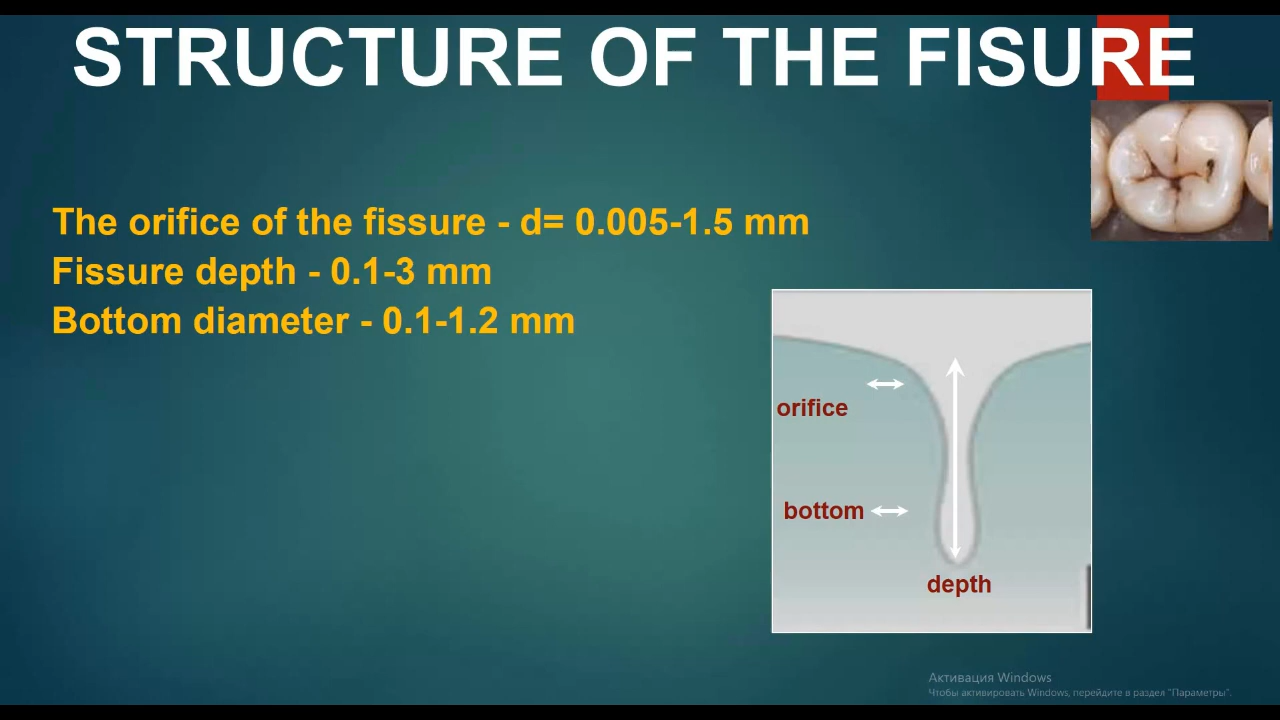 STRUCTURE OF THE FISURE
The orifice of the fissure - d= 0.005-1.5 mm
Fissure depth - 0.1-3 mm
Bottom diameter - 0.1-1.2 mm
orifice
bottom
depth
Активация Windows
Чтобы активировать Windows, перейдите в раздел "Параметры".